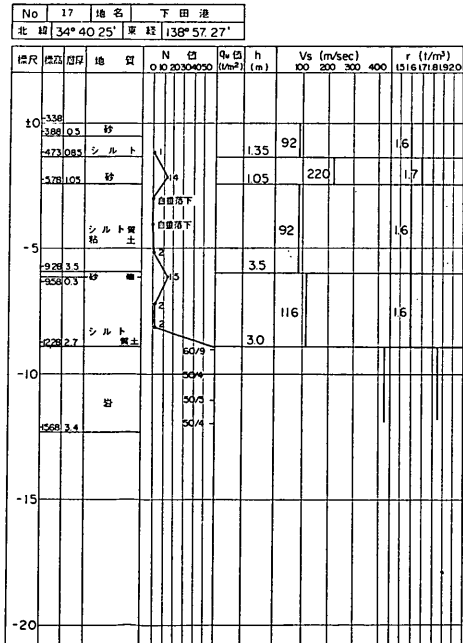 No 17 地名 下田港
北緯 34°40.25' 東経 138°57.27'
標尺 標高 層厚 地質 N値 qu値 h Vs (m/sec) r (t/m³)
0 10 20 30 40 50 (t/m²) (m) 100 200 300 400 1.5 1.6 1.7 1.8 1.9 2.0
±0
-3.38
-3.88 0.5 砂
92 1.6
-4.73 0.85 シルト 1 1.35
-5.78 1.05 砂 14 1.05 220 1.7
自重落下
自重落下
シルト質
粘土
92 1.6
-5
2
-9.28 3.5 3.5
-9.58 0.3 砂礫 15
2
116 1.6
シルト
質土
2
-12.28 2.7 3.0
60/9
-10
50/4
岩
50/5
50/4
-15.68 3.4
-15
-20